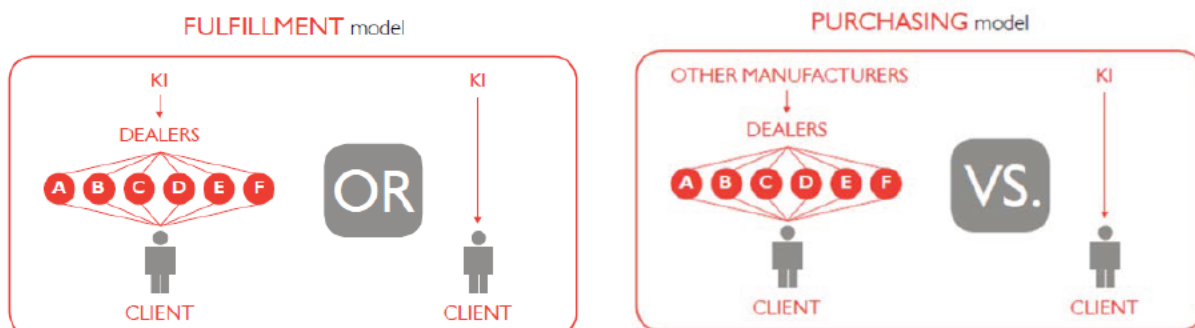 FULFILLMENT model
KI
DEALERS
A B C D E F
CLIENT
OR
KI
CLIENT
PURCHASING model
OTHER MANUFACTURERS
DEALERS
A B C D E F
CLIENT
VS.
KI
CLIENT